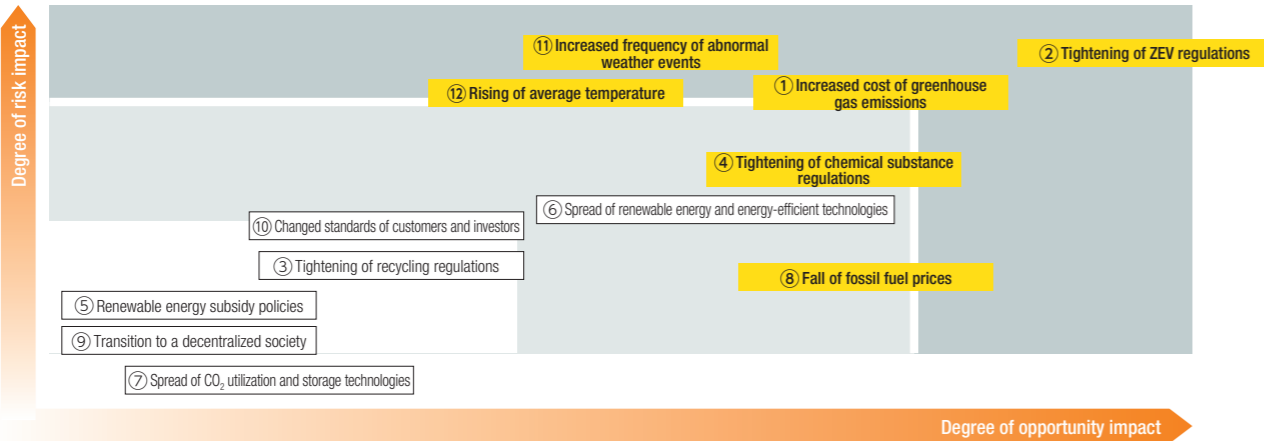 Degree of risk impact
⑪ Increased frequency of abnormal
weather events
② Tightening of ZEV regulations
⑫ Rising of average temperature
① Increased cost of greenhouse
gas emissions
④ Tightening of chemical substance
regulations
⑥ Spread of renewable energy and energy-efficient technologies
⑩ Changed standards of customers and investors
③ Tightening of recycling regulations
⑧ Fall of fossil fuel prices
⑤ Renewable energy subsidy policies
⑨ Transition to a decentralized society
⑦ Spread of CO₂ utilization and storage technologies
Degree of opportunity impact